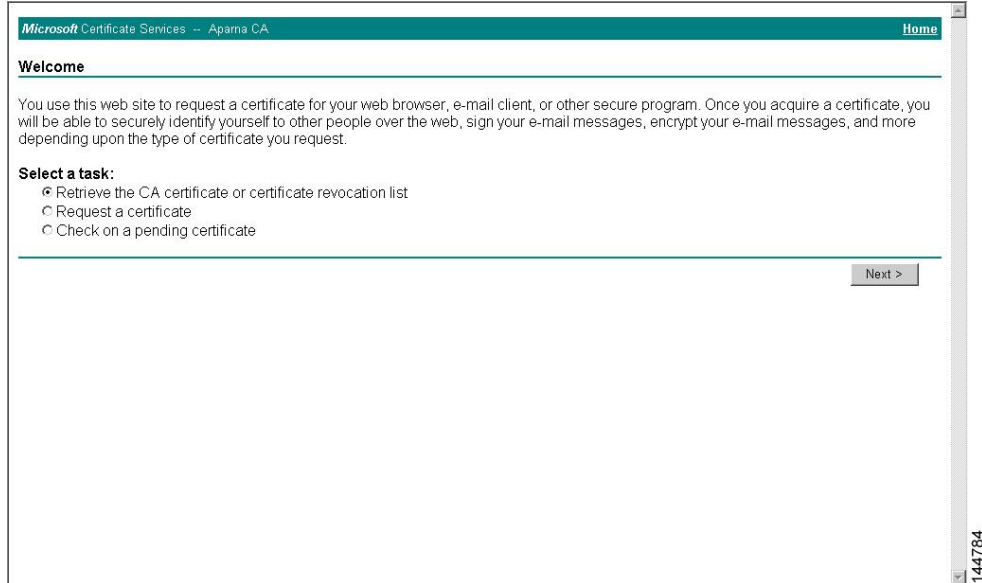 Microsoft Certificate Services -- Aparna CA Home
Welcome
You use this web site to request a certificate for your web browser, e-mail client, or other secure program. Once you acquire a certificate, you
will be able to securely identify yourself to other people over the web, sign your e-mail messages, encrypt your e-mail messages, and more
depending upon the type of certificate you request.
Select a task:
Retrieve the CA certificate or certificate revocation list
Request a certificate
Check on a pending certificate
Next >
144784